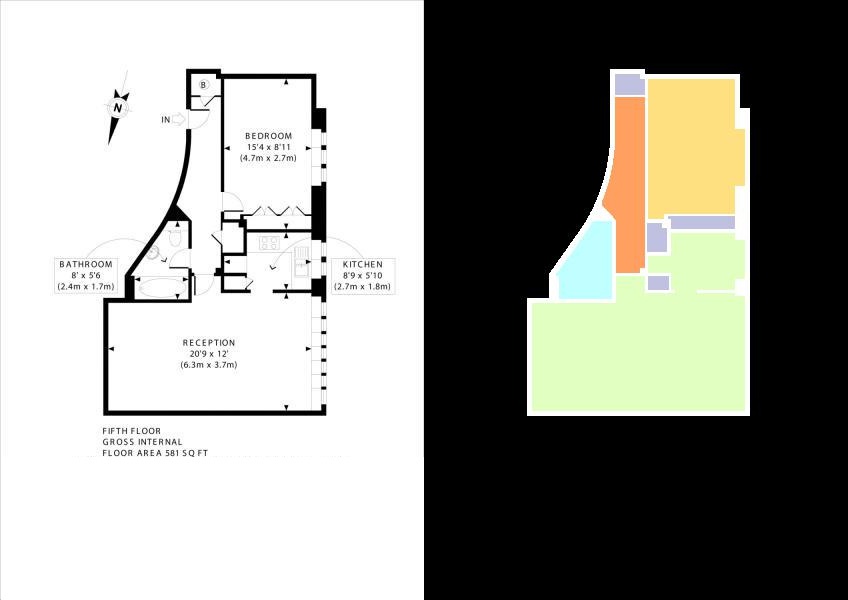 N
B
IN
BEDROOM
15'4 x 8'11
(4.7m x 2.7m)
BATHROOM
8' x 5'6
(2.4m x 1.7m)
KITCHEN
8'9 x 5'10
(2.7m x 1.8m)
RECEPTION
20'9 x 12'
(6.3m x 3.7m)
FIFTH FLOOR
GROSS INTERNAL
FLOOR AREA 581 SQ FT